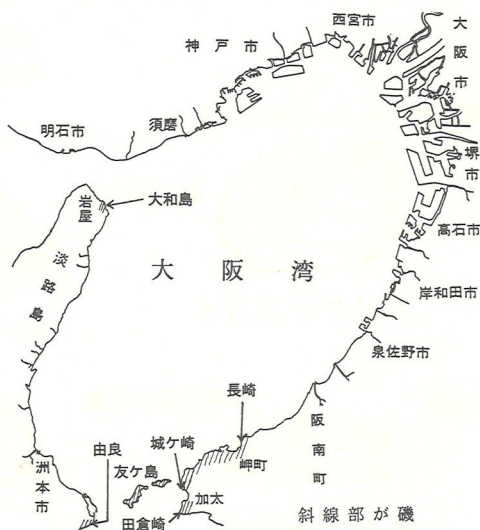 西宮市
大阪市
神戸市
明石市
須磨
堺市
岩屋
大和島
高石市
淡路島
大阪湾
岸和田市
泉佐野市
長崎
阪南町
城ケ崎
岬町
由良
友ケ島
洲本市
加太
田倉崎
斜線部が磯